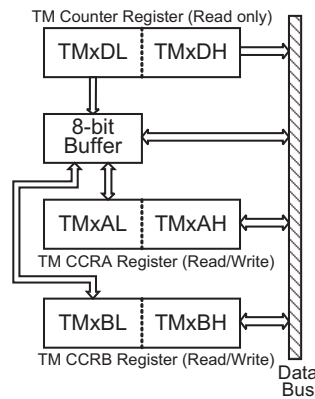 TM Counter Register (Read only)
TMxDL TMxDH
8-bit
Buffer
TMxAL TMxAH
TM CCRA Register (Read/Write)
TMxBL TMxBH
TM CCRB Register (Read/Write)
Data
Bus